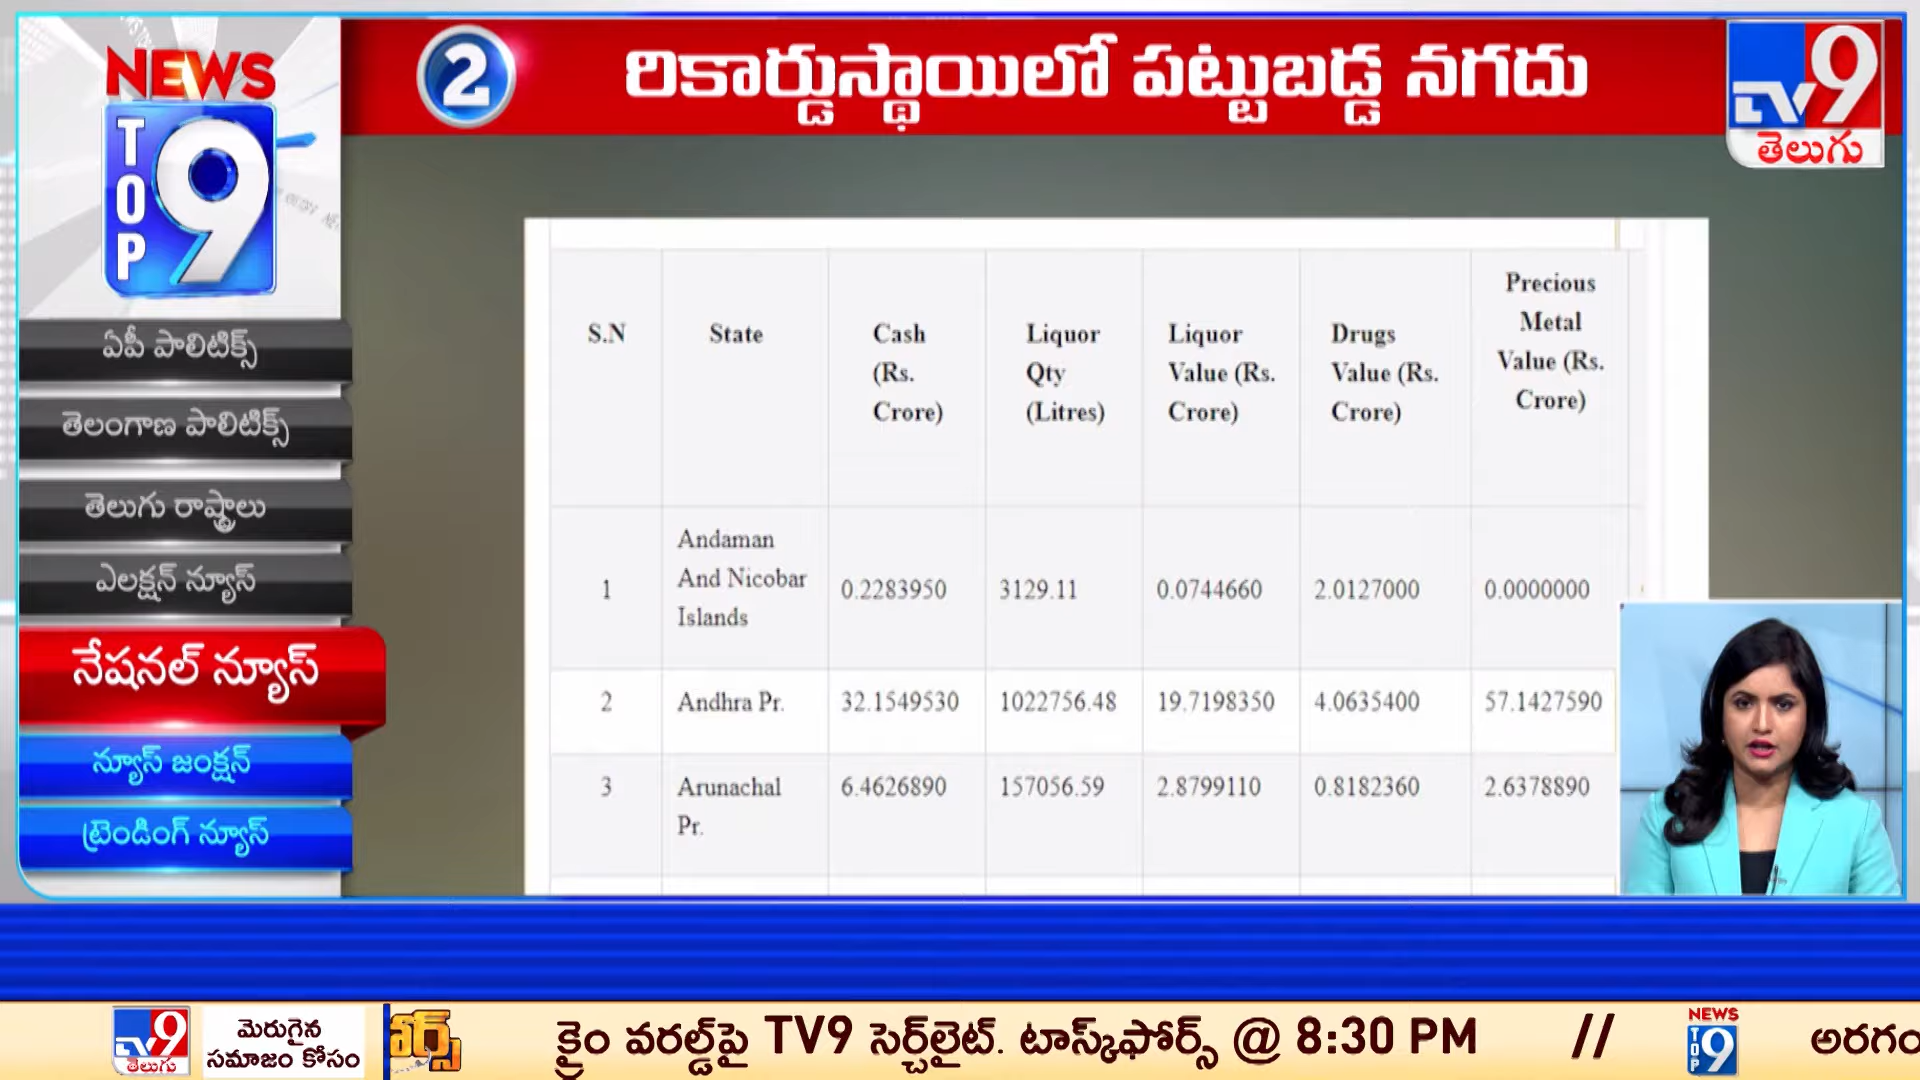 NEWS
TOP 9
2 రికార్డుస్థాయిలో పట్టుబడ్డ నగదు
TV9
తెలుగు
ఏపీ పాలిటిక్స్
తెలంగాణ పాలిటిక్స్
తెలుగు రాష్ట్రాలు
ఎలక్షన్ న్యూస్
నేషనల్ న్యూస్
న్యూస్ జంక్షన్
ట్రెండింగ్ న్యూస్
S.N State Cash (Rs. Crore) Liquor Qty (Litres) Liquor Value (Rs. Crore) Drugs Value (Rs. Crore) Precious Metal Value (Rs. Crore)
1 Andaman And Nicobar Islands 0.2283950 3129.11 0.0744660 2.0127000 0.0000000
2 Andhra Pr. 32.1549530 1022756.48 19.7198350 4.0635400 57.1427590
3 Arunachal Pr. 6.4626890 157056.59 2.8799110 0.8182360 2.6378890
TV9 తెలుగు
మెరుగైన
సమాజం కోసం
క్రైం వరల్డ్‌పై TV9 సెర్చ్‌లైట్. టాస్క్‌ఫోర్స్ @ 8:30 PM // NEWS TOP 9